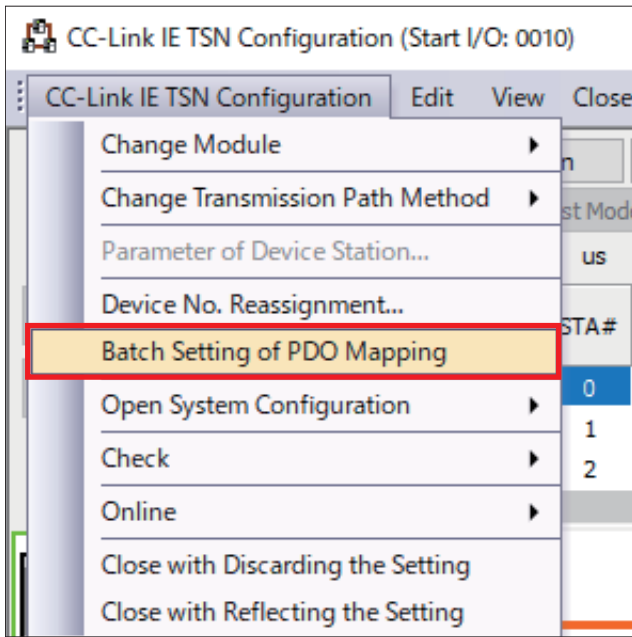 CC-Link IE TSN Configuration (Start I/O: 0010)
CC-Link IE TSN Configuration Edit View Close
Change Module
Change Transmission Path Method
Parameter of Device Station...
us
Device No. Reassignment...
STA#
Batch Setting of PDO Mapping
0
Open System Configuration
1
Check
2
Online
Close with Discarding the Setting
Close with Reflecting the Setting